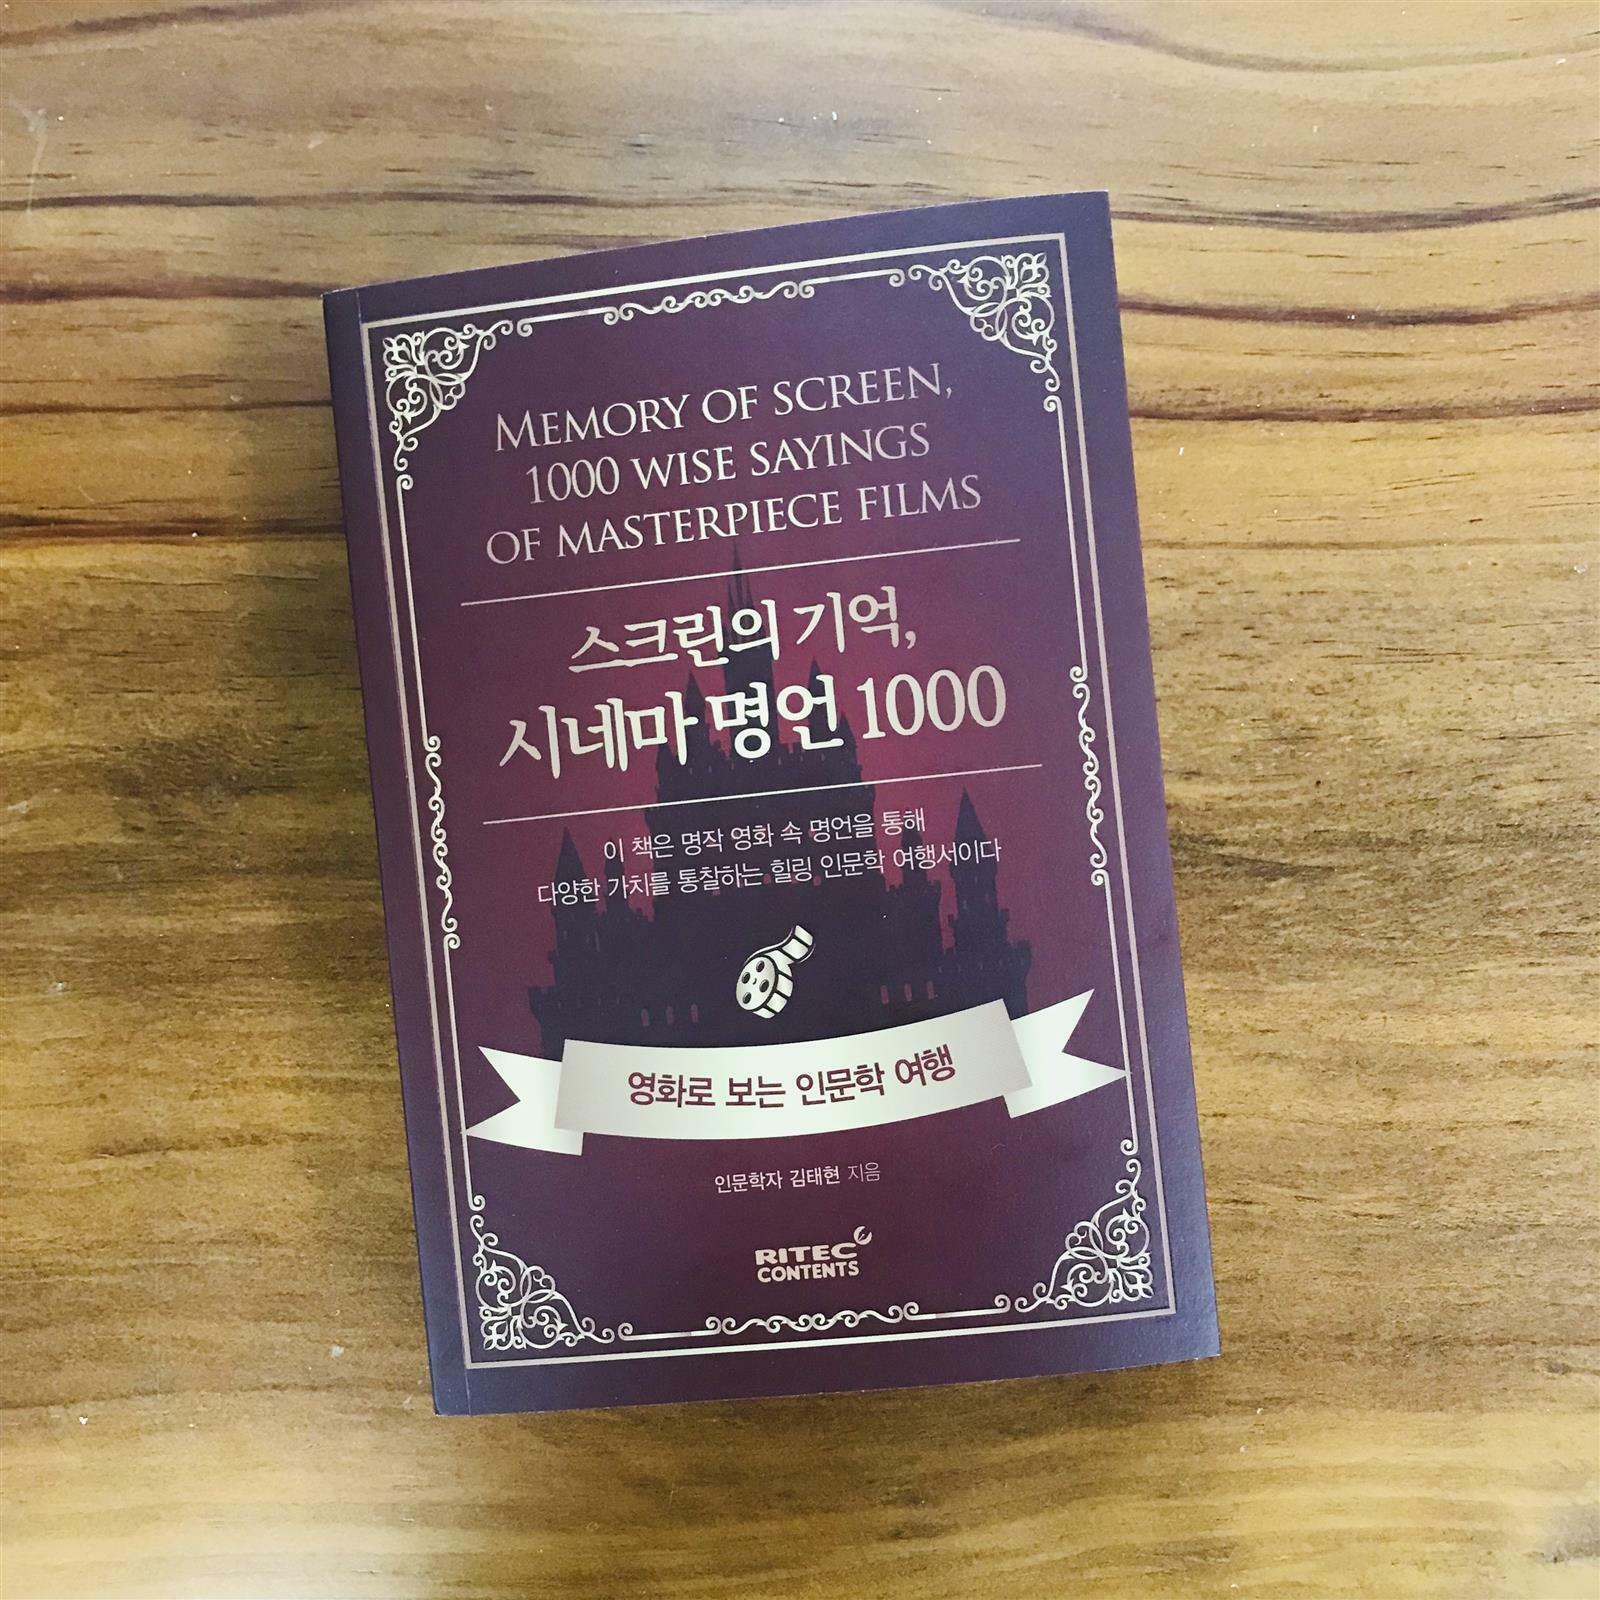 MEMORY OF SCREEN,
1000 WISE SAYINGS
OF MASTERPIECE FILMS
스크린의 기억,
시네마 명언 1000
이 책은 명작 영화 속 명언을 통해
다양한 가치를 통찰하는 힐링 인문학 여행서이다
영화로 보는 인문학 여행
인문학자 김태현 지음
RITEC
CONTENTS